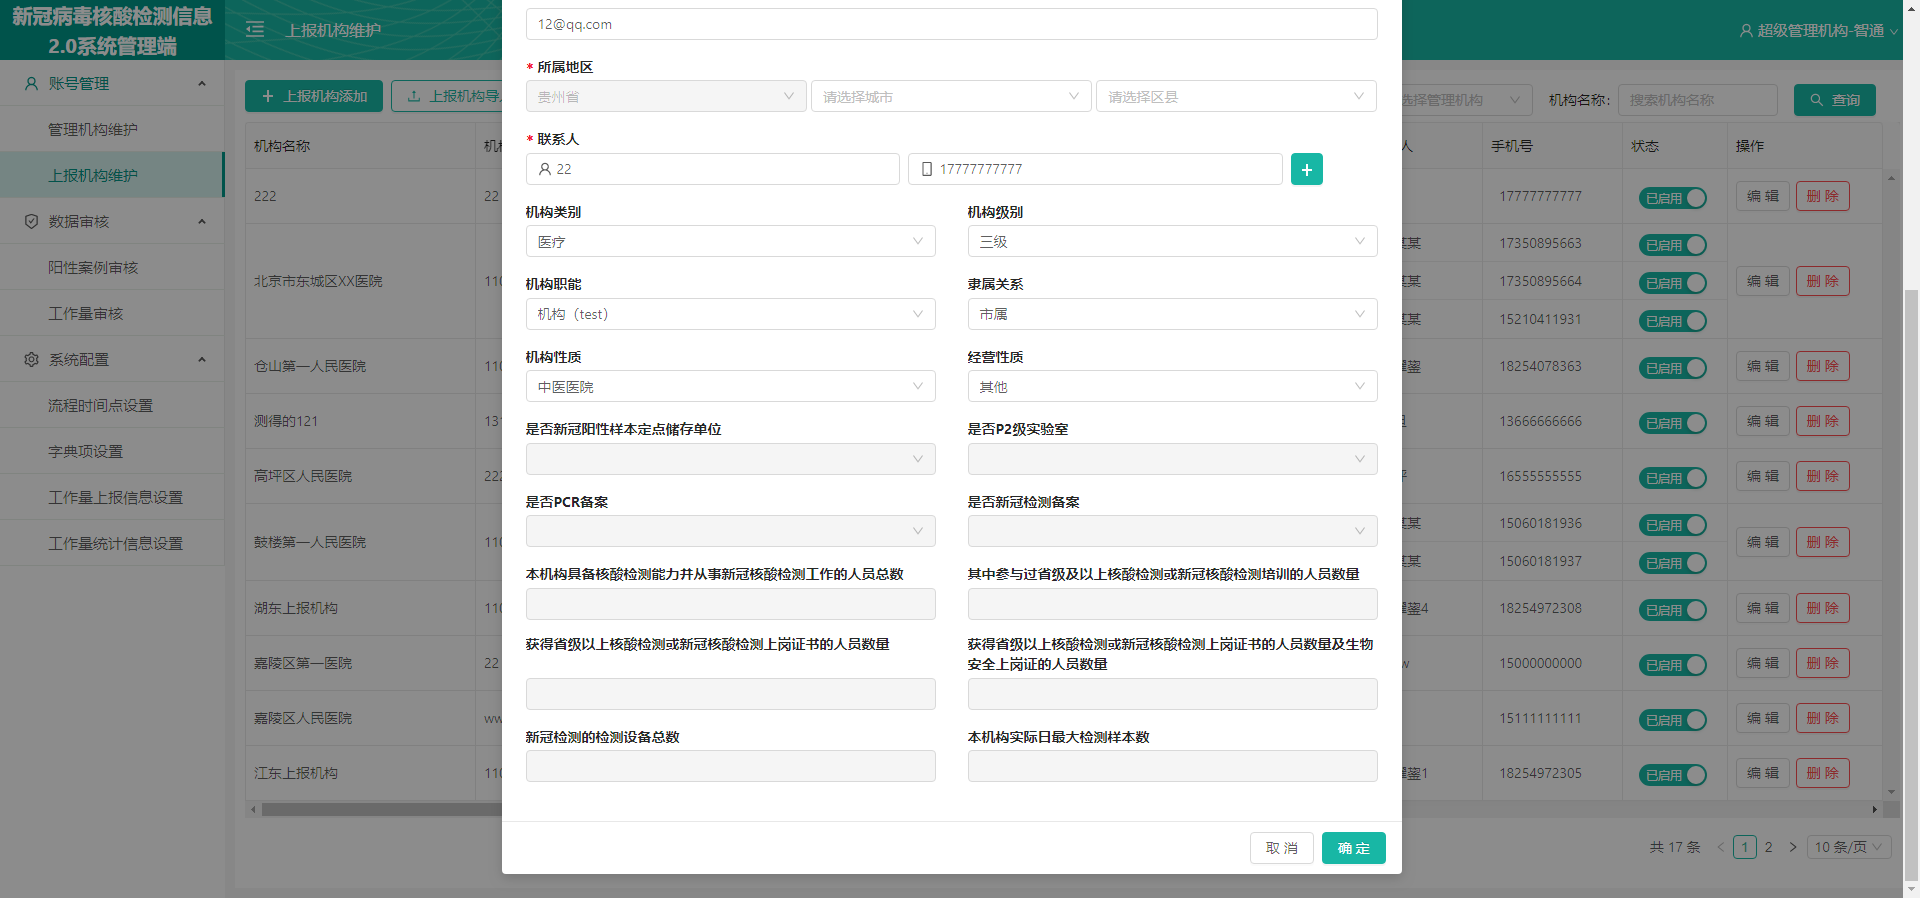 新冠病毒核酸检测信息
2.0系统管理端
上报机构维护
超级管理机构-智通
账号管理
管理机构维护
上报机构维护
数据审核
阳性案例审核
工作量审核
系统配置
流程时间点设置
字典项设置
工作量上报信息设置
工作量统计信息设置
上报机构添加
上报机构导
选择管理机构
机构名称:
搜索机构名称
查询
机构名称
手机号
状态
操作
222
22
17777777777
已启用
编 辑
删 除
北京市东城区XX医院
110
某某
17350895663
已启用
某某
17350895664
已启用
编 辑
删 除
某某
15210411931
已启用
仓山第一人民医院
110
18254078363
已启用
编 辑
删 除
测得的121
131
13666666666
已启用
编 辑
删 除
高坪区人民医院
222
16555555555
已启用
编 辑
删 除
鼓楼第一人民医院
110
某某
15060181936
已启用
编 辑
删 除
某某
15060181937
已启用
湖东上报机构
110
18254972308
已启用
编 辑
删 除
嘉陵区第一医院
22
15000000000
已启用
编 辑
删 除
嘉陵区人民医院
15111111111
已启用
编 辑
删 除
江东上报机构
110
18254972305
已启用
编 辑
删 除
共 17 条
1
2
10 条/页
12@qq.com
* 所属地区
贵州省
请选择城市
请选择区县
* 联系人
22
17777777777
机构类别
机构级别
医疗
三级
机构职能
隶属关系
机构（test）
市属
机构性质
经营性质
中医医院
其他
是否新冠阳性样本定点储存单位
是否P2级实验室
是否PCR备案
是否新冠检测备案
本机构具备核酸检测能力并从事新冠核酸检测工作的人员总数
其中参与过省级及以上核酸检测或新冠核酸检测培训的人员数量
获得省级以上核酸检测或新冠核酸检测上岗证书的人员数量
获得省级以上核酸检测或新冠核酸检测上岗证书的人员数量及生物
安全上岗证的人员数量
新冠检测的检测设备总数
本机构实际日最大检测样本数
取 消
确 定